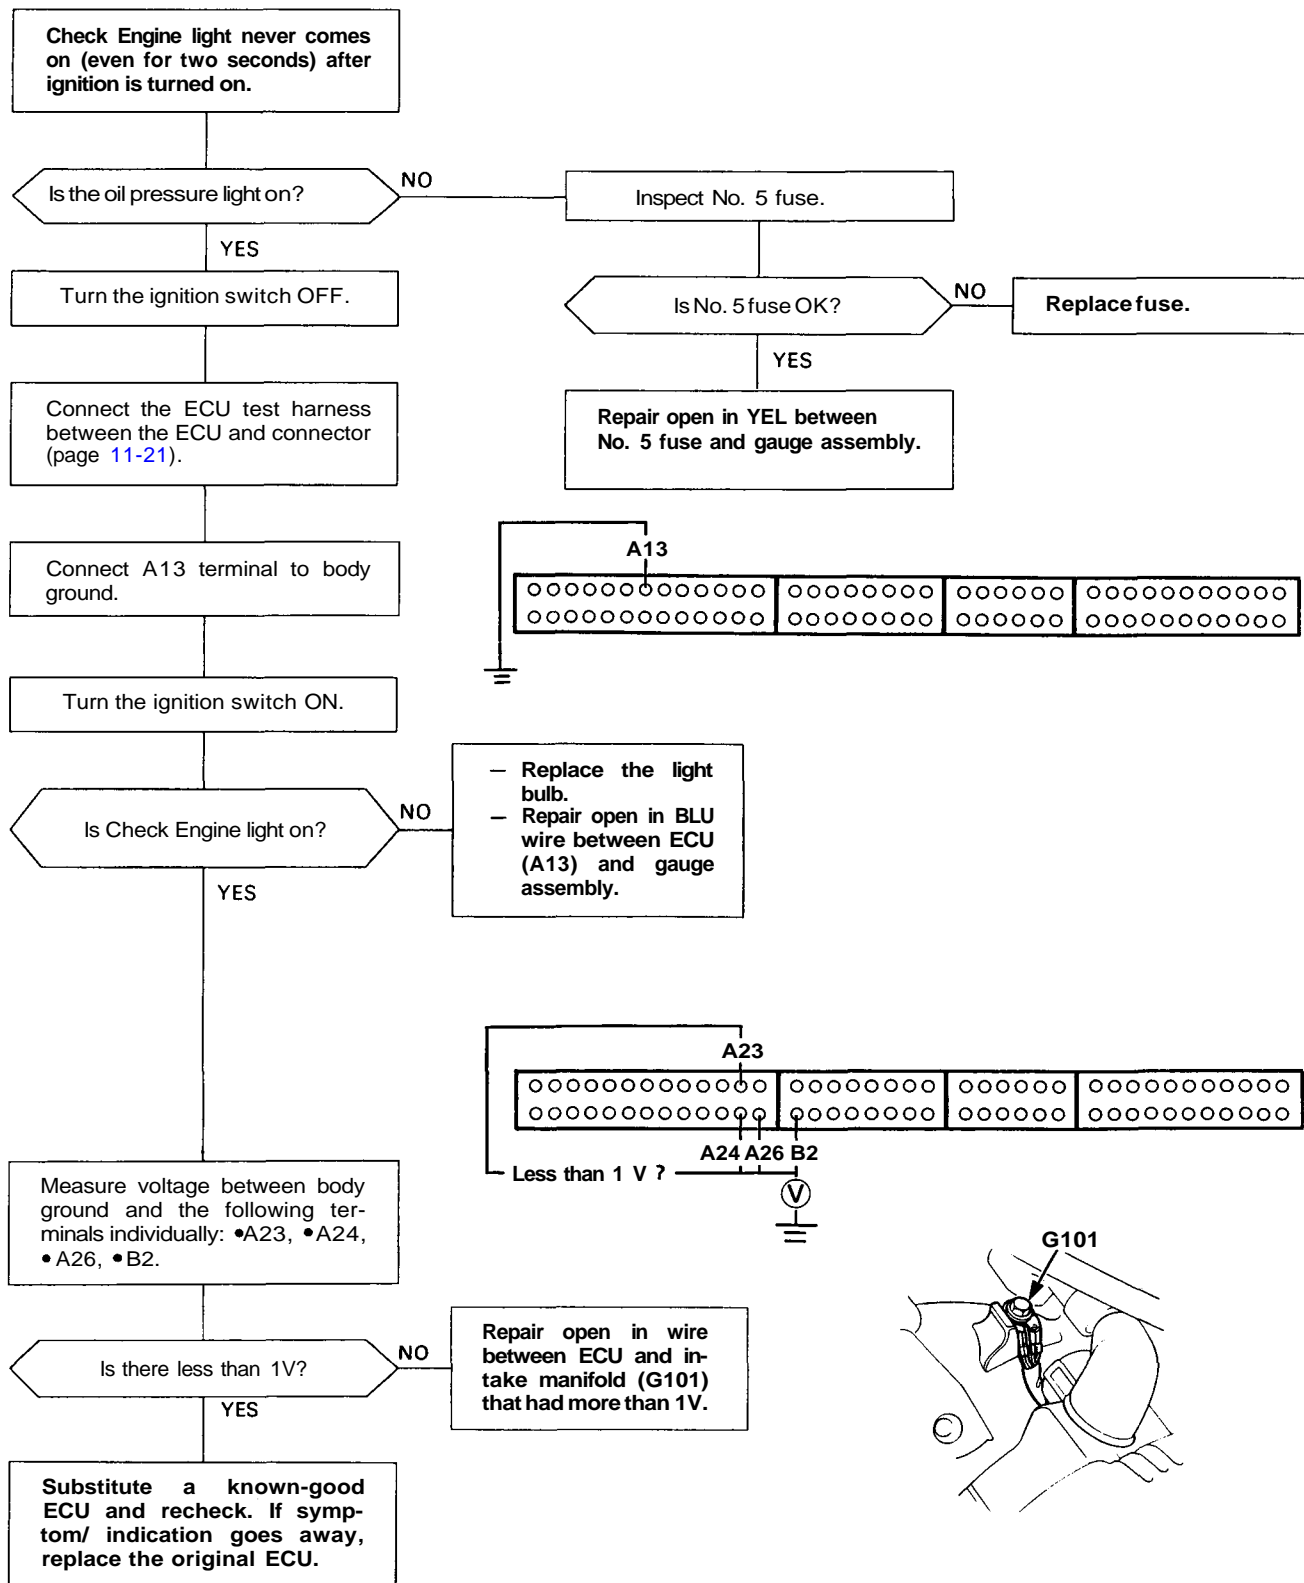 Check Engine light never comes
on (even for two seconds) after
ignition is turned on.
Is the oil pressure light on?
NO
Inspect No. 5 fuse.
YES
Turn the ignition switch OFF.
Is No. 5 fuse OK?
NO
Replace fuse.
YES
Connect the ECU test harness
between the ECU and connector
(page 11-21).
Repair open in YEL between
No. 5 fuse and gauge assembly.
Connect A13 terminal to body
ground.
A13
Turn the ignition switch ON.
Is Check Engine light on?
NO
— Replace the light
bulb.
— Repair open in BLU
wire between ECU
(A13) and gauge
assembly.
YES
A23
A24 A26 B2
Less than 1 V ?
V
Measure voltage between body
ground and the following ter-
minals individually: •A23, •A24,
•A26, •B2.
G101
Is there less than 1V?
NO
Repair open in wire
between ECU and in-
take manifold (G101)
that had more than 1V.
YES
Substitute a known-good
ECU and recheck. If symp-
tom/ indication goes away,
replace the original ECU.